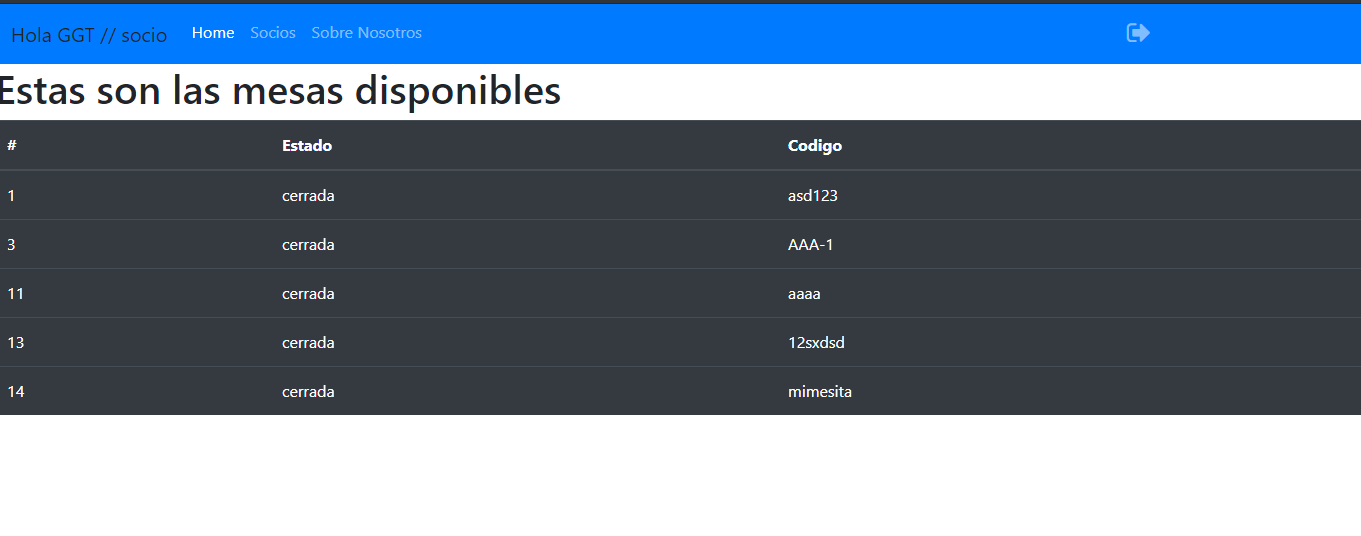 Hola GGT // socio Home Socios Sobre Nosotros
Estas son las mesas disponibles
# Estado Codigo
1 cerrada asd123
3 cerrada AAA-1
11 cerrada aaaa
13 cerrada 12sxdsd
14 cerrada mimesita